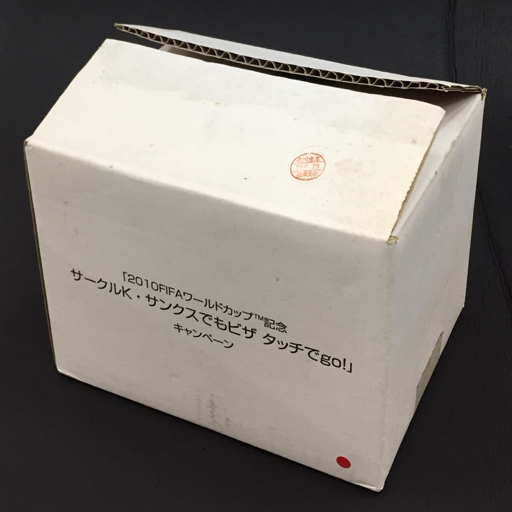 「2010FIFAワールドカップ™記念
サークルK・サンクスでもビザ タッチでgo!」
キャンペーン